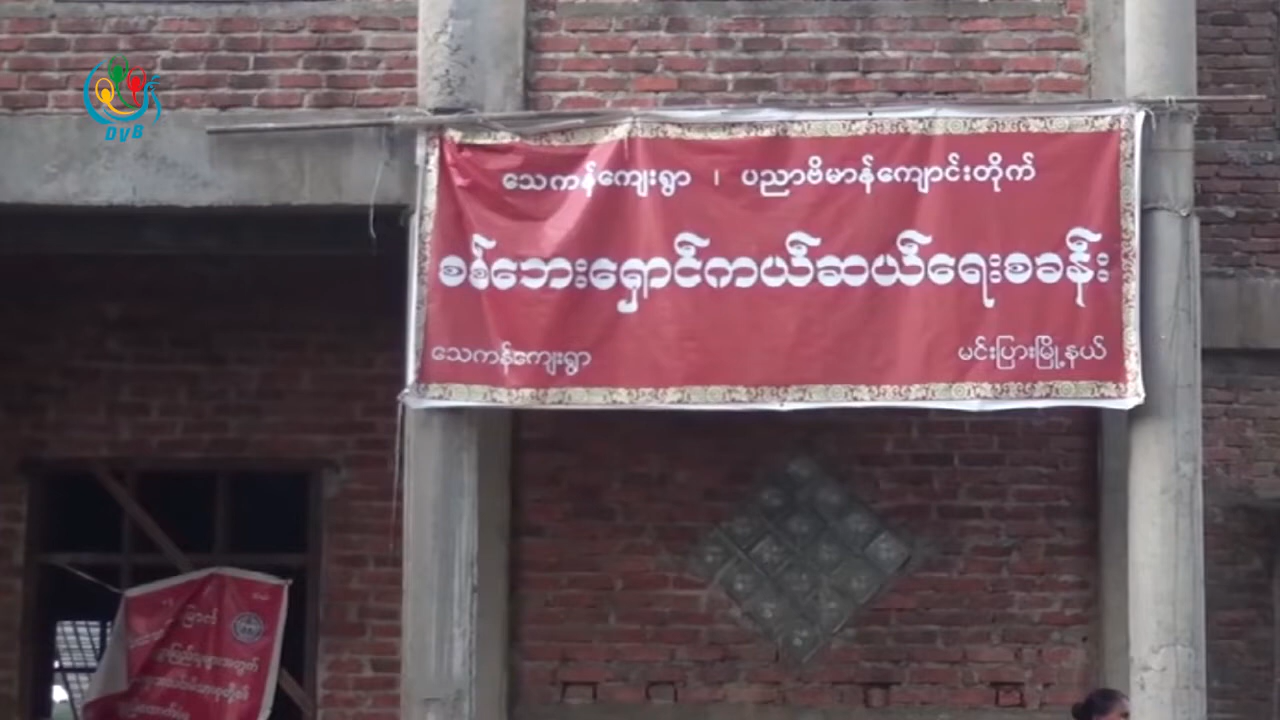 DVB
သေကန်ကျေးရွာ ၊ ပညာဗိမာန်ကျောင်းတိုက်
စစ်ဘေးရှောင်ကယ်ဆယ်ရေးစခန်း
သေကန်ကျေးရွာ မင်းပြားမြို့နယ်